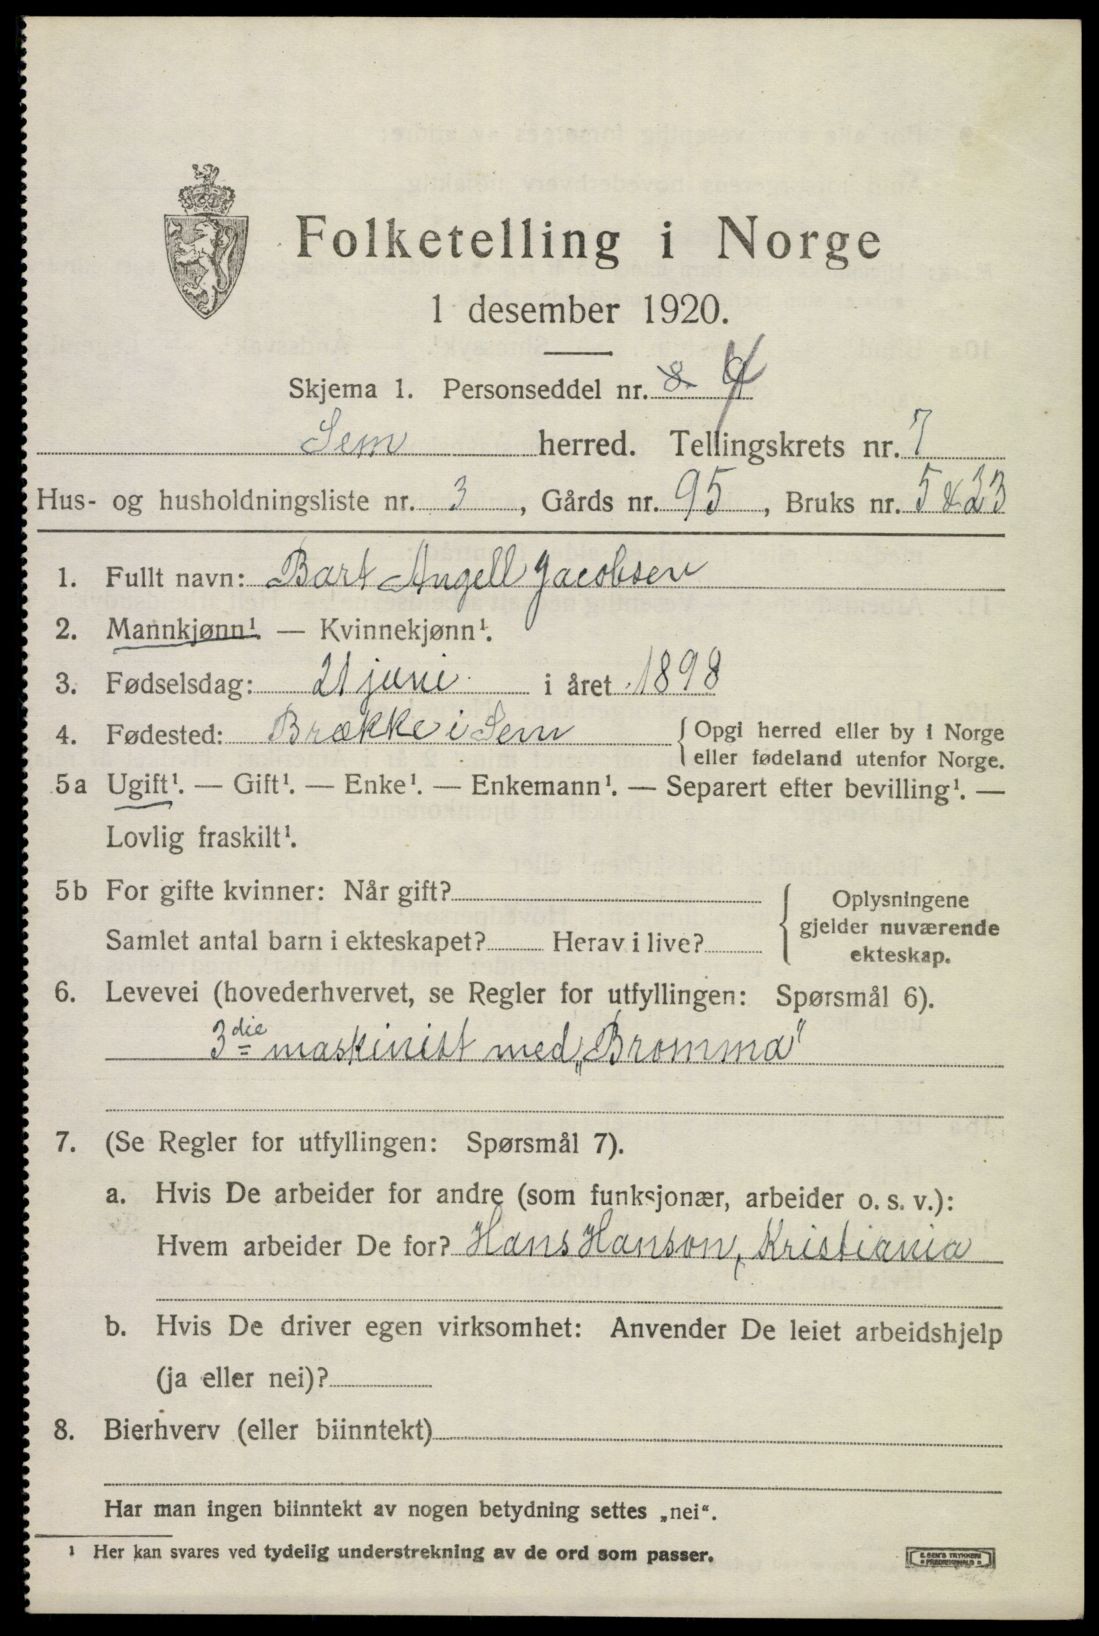 Folketelling i Norge
1 desember 1920.
Skjema 1. Personseddel nr. 8 9 4
Sem herred. Tellingskrets nr. 7
Hus- og husholdningsliste nr. 3, Gårds nr. 95, Bruks nr. 5 & 23
1. Fullt navn: Bart Angell Jacobsen
2. Mannkjønn¹. — Kvinnekjønn¹.
3. Fødselsdag: 21 juni i året 1898
4. Fødested: Brække i Sem { Opgi herred eller by i Norge
eller fødeland utenfor Norge.
5a Ugift¹. — Gift¹. — Enke¹. — Enkemann¹. — Separert efter bevilling¹. —
Lovlig fraskilt¹.
5b For gifte kvinner: Når gift?
Samlet antal barn i ekteskapet? Herav i live?
Oplysningene
gjelder nuværende
ekteskap.
6. Levevei (hovederhvervet, se Regler for utfyllingen: Spørsmål 6).
3die maskinist med „Bromma"
7. (Se Regler for utfyllingen: Spørsmål 7).
a. Hvis De arbeider for andre (som funksjonær, arbeider o. s. v.):
Hvem arbeider De for? Hans Hanson, Kristiania
b. Hvis De driver egen virksomhet: Anvender De leiet arbeidshjelp
(ja eller nei)?
8. Bierhverv (eller biinntekt)
Har man ingen biinntekt av nogen betydning settes „nei“.
¹ Her kan svares ved tydelig understrekning av de ord som passer.